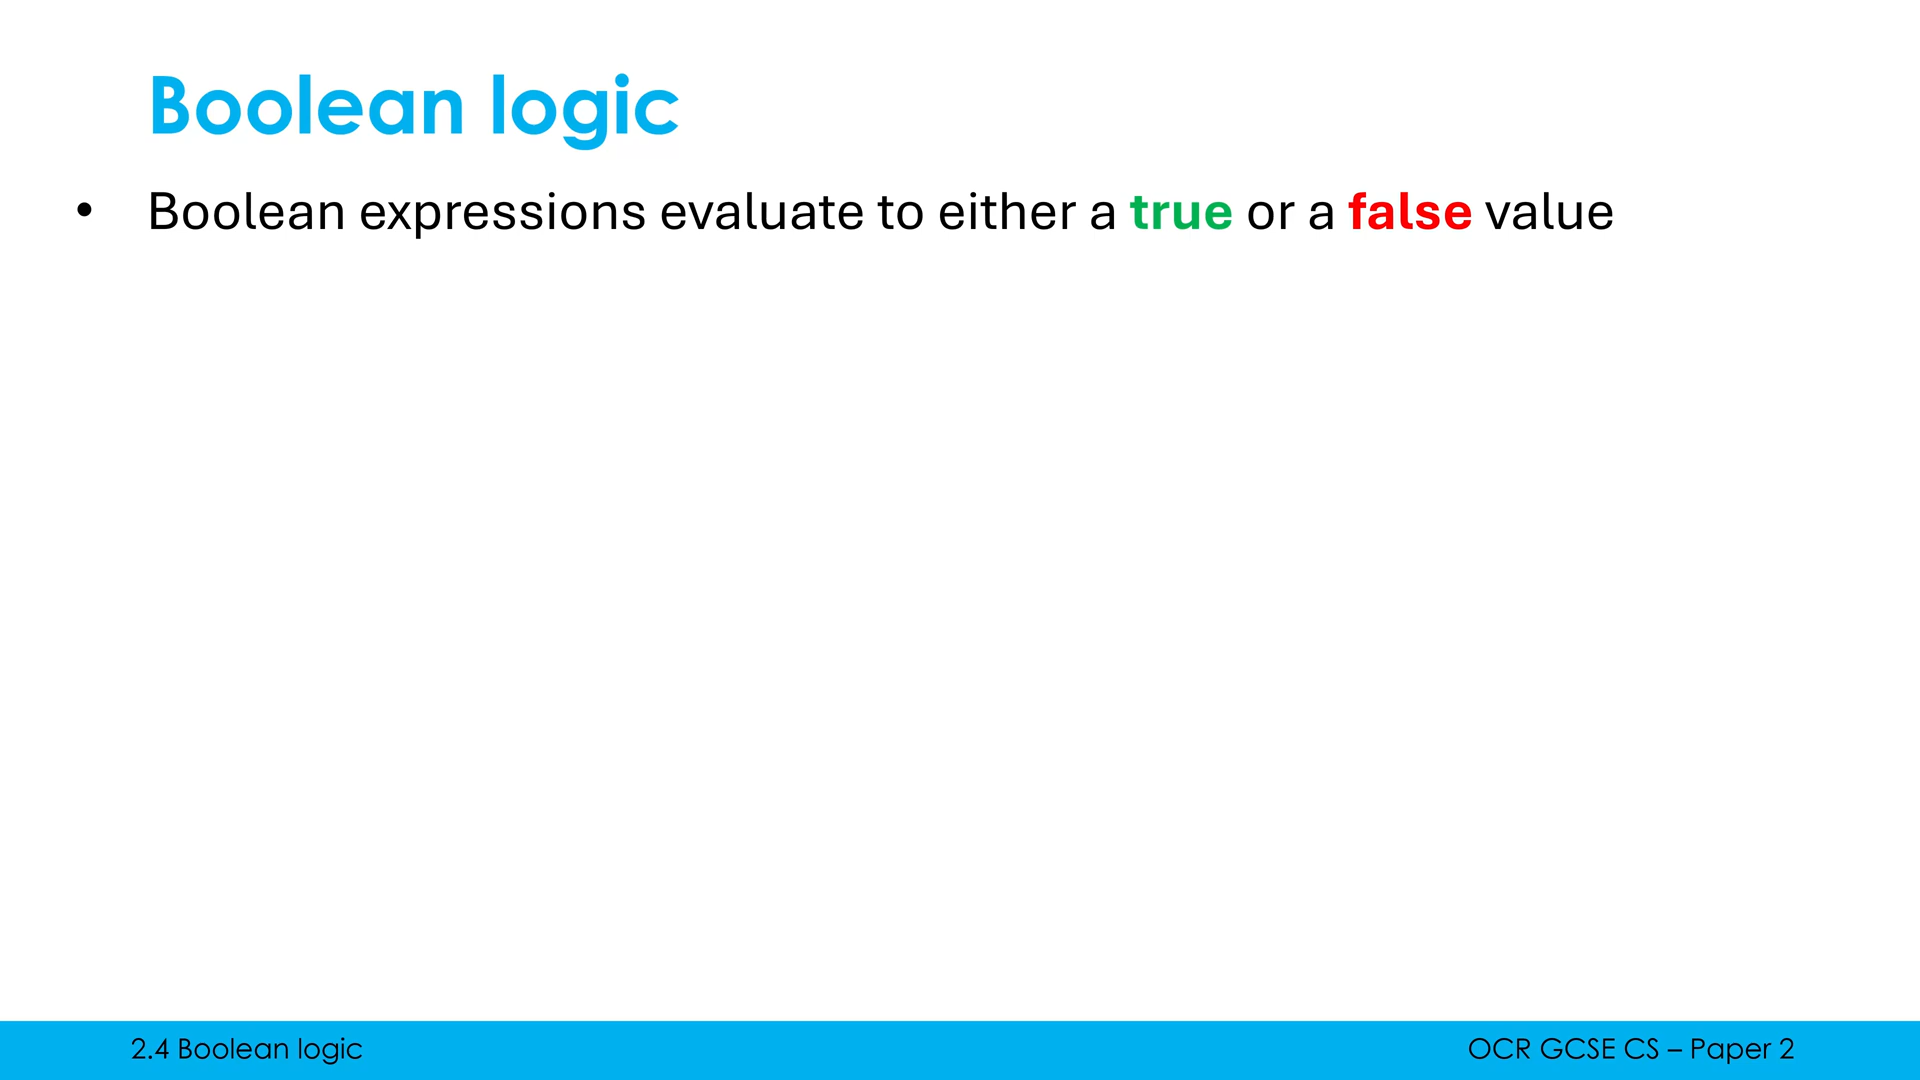 Boolean logic
• Boolean expressions evaluate to either a true or a false value
2.4 Boolean logic
OCR GCSE CS – Paper 2